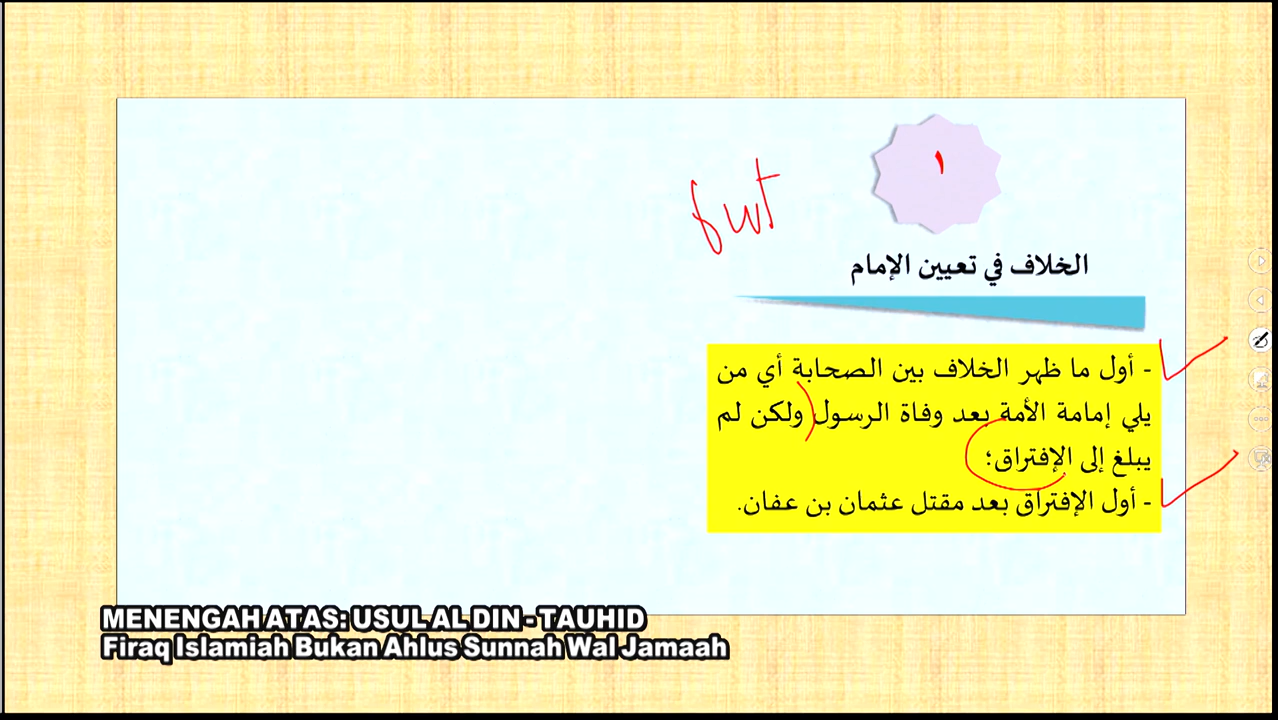 ١
الخلاف في تعيين الإمام
- أول ما ظهر الخلاف بين الصحابة أي من
يلي إمامة الأمة بعد وفاة الرسول ولكن لم
يبلغ إلى الإفتراق؛
- أول الإفتراق بعد مقتل عثمان بن عفان.
MENENGAH ATAS: USUL AL DIN - TAUHID
Firaq Islamiah Bukan Ahlus Sunnah Wal Jamaah